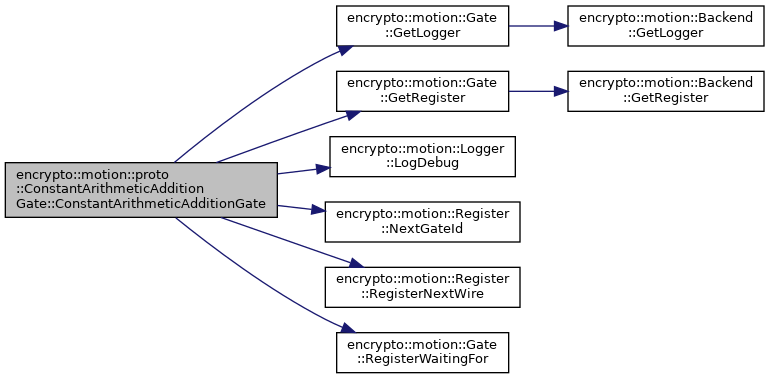 encrypto::motion::proto
::ConstantArithmeticAddition
Gate::ConstantArithmeticAdditionGate
encrypto::motion::Gate
::GetLogger
encrypto::motion::Backend
::GetLogger
encrypto::motion::Gate
::GetRegister
encrypto::motion::Backend
::GetRegister
encrypto::motion::Logger
::LogDebug
encrypto::motion::Register
::NextGateId
encrypto::motion::Register
::RegisterNextWire
encrypto::motion::Gate
::RegisterWaitingFor